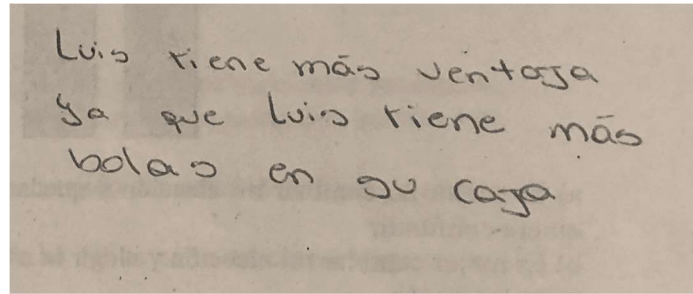 Luis tiene más ventaja
ya que Luis tiene más
bolas en su caja